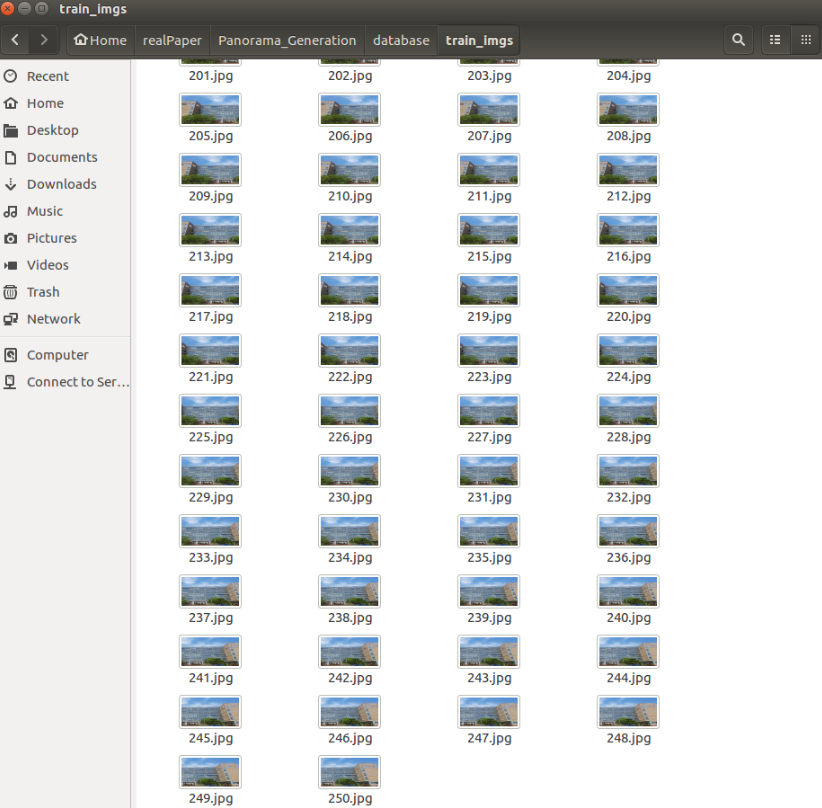 train_imgs
Home realPaper Panorama_Generation database train_imgs
Recent
Home
Desktop
Documents
Downloads
Music
Pictures
Videos
Trash
Network
Computer
Connect to Ser...
201.jpg 202.jpg 203.jpg 204.jpg
205.jpg 206.jpg 207.jpg 208.jpg
209.jpg 210.jpg 211.jpg 212.jpg
213.jpg 214.jpg 215.jpg 216.jpg
217.jpg 218.jpg 219.jpg 220.jpg
221.jpg 222.jpg 223.jpg 224.jpg
225.jpg 226.jpg 227.jpg 228.jpg
229.jpg 230.jpg 231.jpg 232.jpg
233.jpg 234.jpg 235.jpg 236.jpg
237.jpg 238.jpg 239.jpg 240.jpg
241.jpg 242.jpg 243.jpg 244.jpg
245.jpg 246.jpg 247.jpg 248.jpg
249.jpg 250.jpg